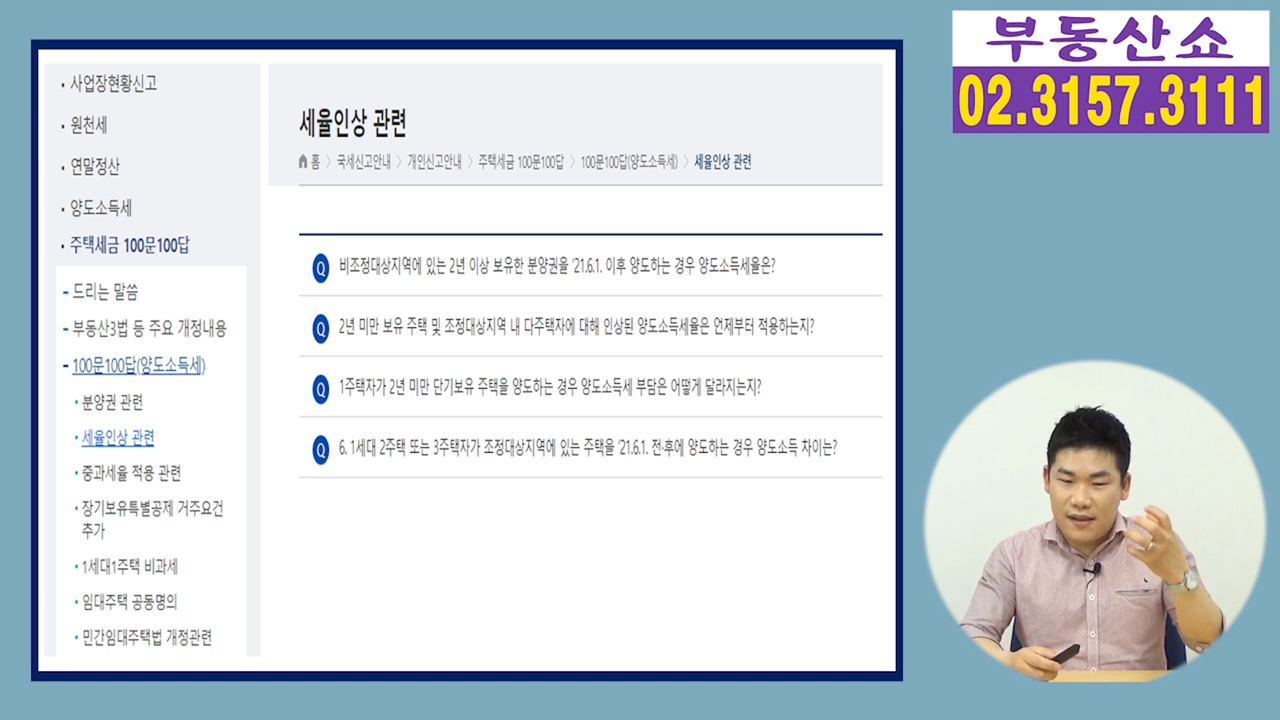 부동산쇼
02.3157.3111
• 사업장현황신고
• 원천세
• 연말정산
• 양도소득세
• 주택세금 100문100답
- 드리는 말씀
- 부동산3법 등 주요 개정내용
- 100문100답(양도소득세)
• 분양권 관련
• 세율인상 관련
• 중과세율 적용 관련
• 장기보유특별공제 거주요건
추가
• 1세대1주택 비과세
• 임대주택 공동명의
• 민간임대주택법 개정관련
세율인상 관련
홈 > 국세신고안내 > 개인신고안내 > 주택세금 100문100답 > 100문100답(양도소득세) > 세율인상 관련
Q 비조정대상지역에 있는 2년 이상 보유한 분양권을 '21.6.1. 이후 양도하는 경우 양도소득세율은?
Q 2년 미만 보유 주택 및 조정대상지역 내 다주택자에 대해 인상된 양도소득세율은 언제부터 적용하는지?
Q 1주택자가 2년 미만 단기보유 주택을 양도하는 경우 양도소득세 부담은 어떻게 달라지는지?
Q 6. 1세대 2주택 또는 3주택자가 조정대상지역에 있는 주택을 '21.6.1. 전·후에 양도하는 경우 양도소득 차이는?